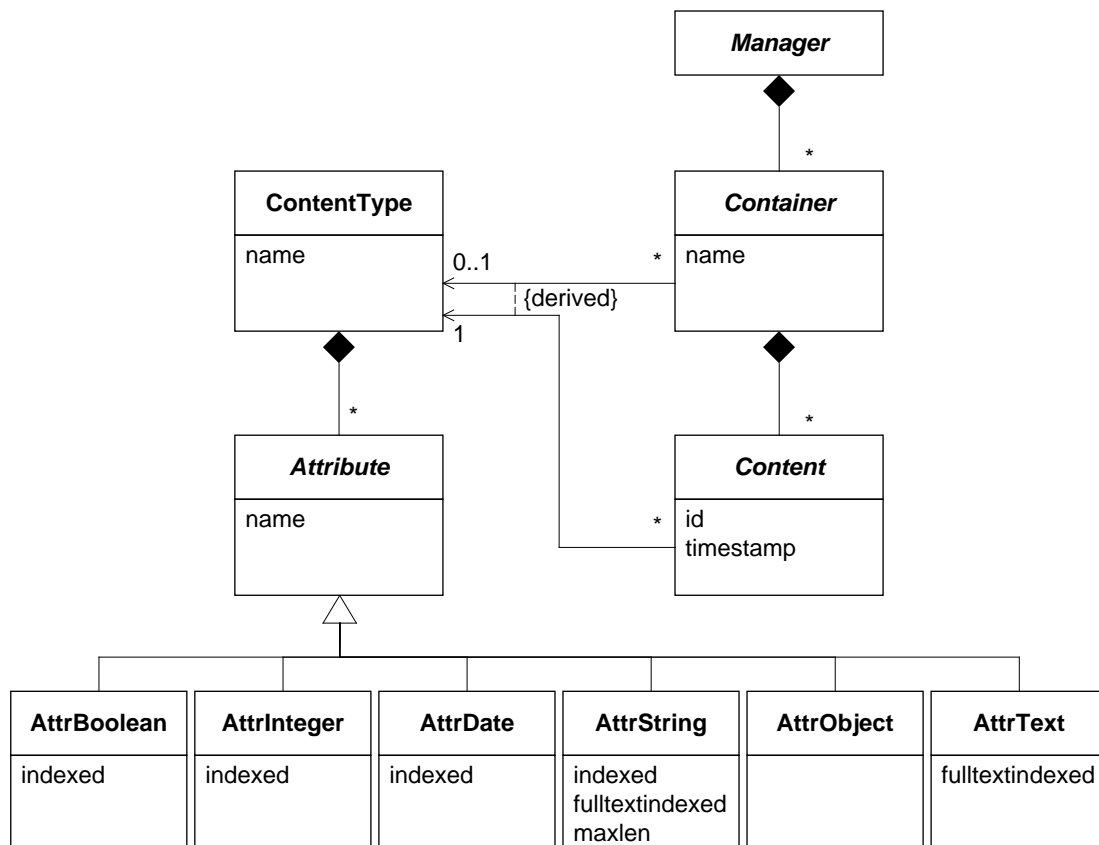 Manager
*
ContentType
Container
name
name
0..1
*
{derived}
1
*
*
Attribute
Content
name
*
id
timestamp
AttrBoolean
AttrInteger
AttrDate
AttrString
AttrObject
AttrText
indexed
indexed
indexed
indexed
fulltextindexed
maxlen
fulltextindexed